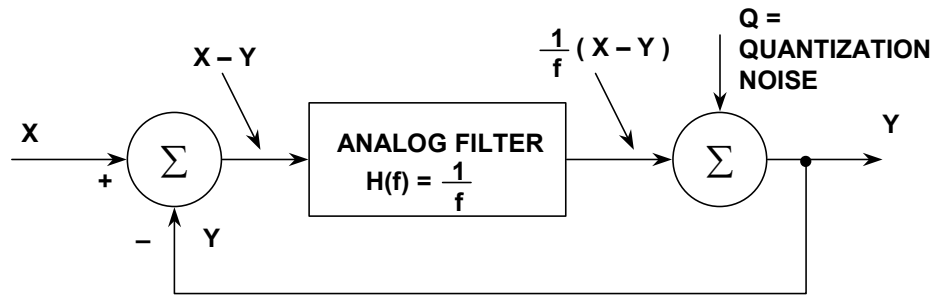 Q =
QUANTIZATION
NOISE
X – Y
1/f ( X – Y )
X
Y
Σ
ANALOG FILTER
H(f) = 1/f
Σ
+
–
Y